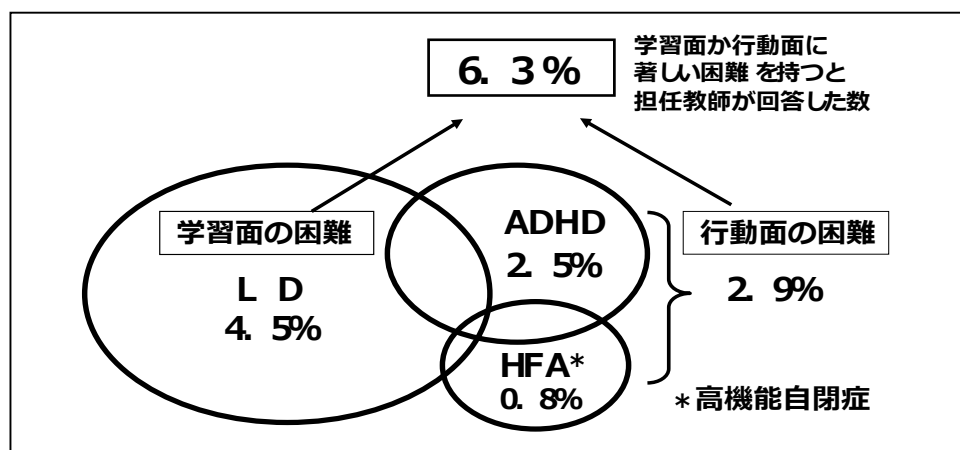 6. 3%
学習面か行動面に
著しい困難 を持つと
担任教師が回答した数
学習面の困難
L D
4. 5%
ADHD
2. 5%
HFA*
0. 8%
行動面の困難
2. 9%
*高機能自閉症